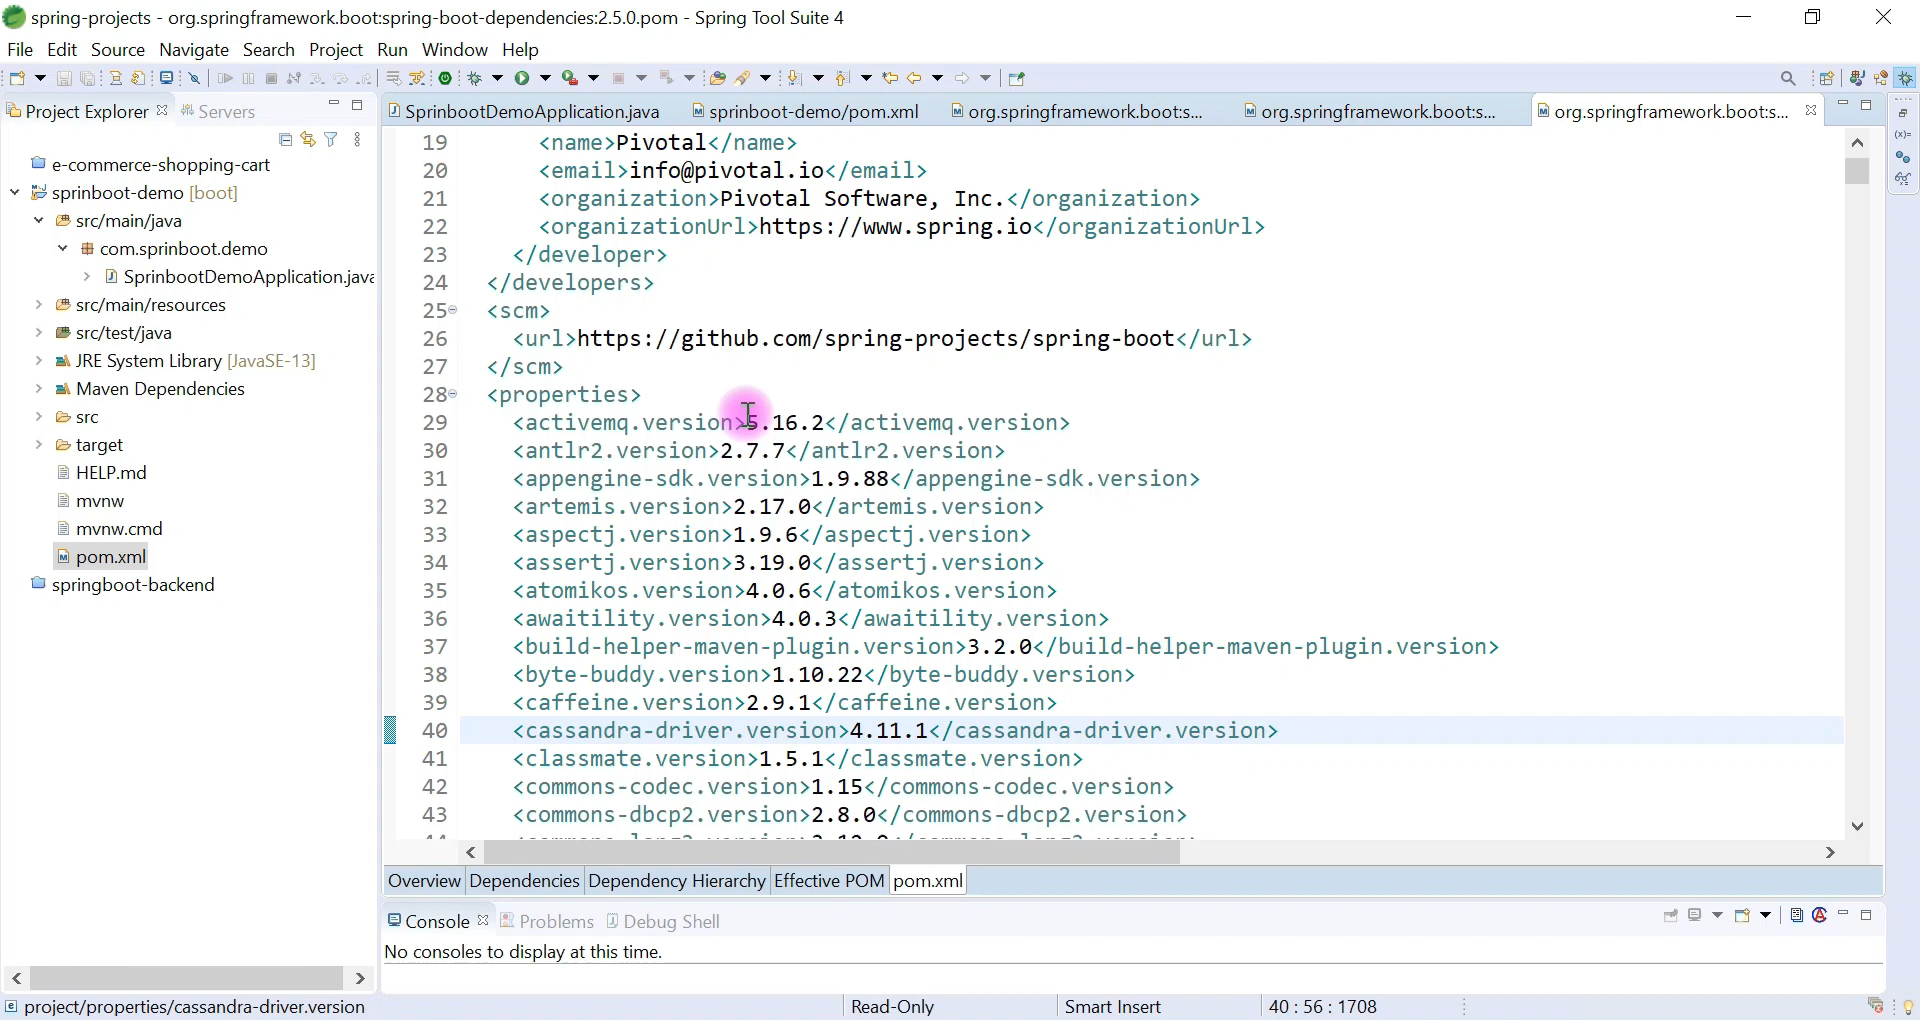 spring-projects - org.springframework.boot:spring-boot-dependencies:2.5.0.pom - Spring Tool Suite 4
File Edit Source Navigate Search Project Run Window Help
Project Explorer
Servers
e-commerce-shopping-cart
sprinboot-demo [boot]
src/main/java
com.sprinboot.demo
SprinbootDemoApplication.java
src/main/resources
src/test/java
JRE System Library [JavaSE-13]
Maven Dependencies
src
target
HELP.md
mvnw
mvnw.cmd
pom.xml
springboot-backend
SprinbootDemoApplication.java
sprinboot-demo/pom.xml
org.springframework.boot:s...
org.springframework.boot:s...
org.springframework.boot:s...
19 <name>Pivotal</name>
20 <email>info@pivotal.io</email>
21 <organization>Pivotal Software, Inc.</organization>
22 <organizationUrl>https://www.spring.io</organizationUrl>
23 </developer>
24 </developers>
25 <scm>
26 <url>https://github.com/spring-projects/spring-boot</url>
27 </scm>
28 <properties>
29 <activemq.version>5.16.2</activemq.version>
30 <antlr2.version>2.7.7</antlr2.version>
31 <appengine-sdk.version>1.9.88</appengine-sdk.version>
32 <artemis.version>2.17.0</artemis.version>
33 <aspectj.version>1.9.6</aspectj.version>
34 <assertj.version>3.19.0</assertj.version>
35 <atomikos.version>4.0.6</atomikos.version>
36 <awaitility.version>4.0.3</awaitility.version>
37 <build-helper-maven-plugin.version>3.2.0</build-helper-maven-plugin.version>
38 <byte-buddy.version>1.10.22</byte-buddy.version>
39 <caffeine.version>2.9.1</caffeine.version>
40 <cassandra-driver.version>4.11.1</cassandra-driver.version>
41 <classmate.version>1.5.1</classmate.version>
42 <commons-codec.version>1.15</commons-codec.version>
43 <commons-dbcp2.version>2.8.0</commons-dbcp2.version>
Overview Dependencies Dependency Hierarchy Effective POM pom.xml
Console Problems Debug Shell
No consoles to display at this time.
project/properties/cassandra-driver.version
Read-Only
Smart Insert
40 : 56 : 1708